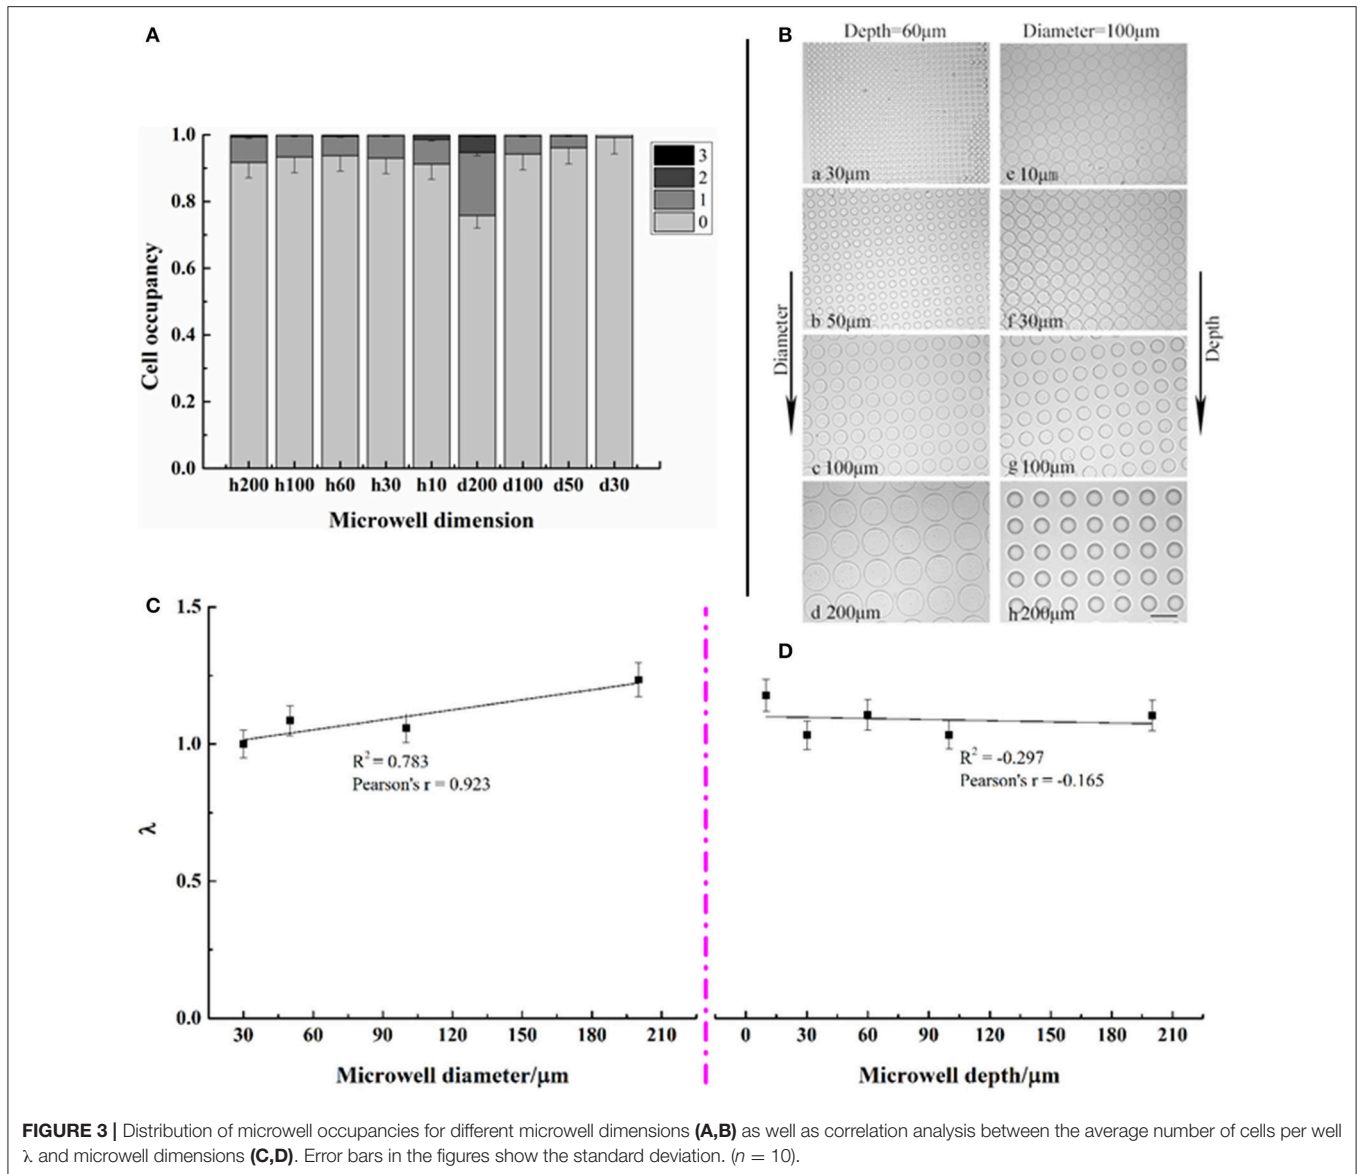 A
1.0
0.8
0.6
0.4
0.2
0.0
Cell occupancy
3
2
1
0
h200 h100 h60 h30 h10 d200 d100 d50 d30
Microwell dimension
B
Depth=60μm Diameter=100μm
a 30μm
e 10μm
b 50μm
f 30μm
c 100μm
g 100μm
d 200μm
h 200μm
Diameter
Depth
C
1.5
1.0
0.5
0.0
λ
R² = 0.783
Pearson's r = 0.923
30 60 90 120 150 180 210
Microwell diameter/μm
D
R² = -0.297
Pearson's r = -0.165
0 30 60 90 120 150 180 210
Microwell depth/μm
FIGURE 3 | Distribution of microwell occupancies for different microwell dimensions (A,B) as well as correlation analysis between the average number of cells per well
λ and microwell dimensions (C,D). Error bars in the figures show the standard deviation. (n = 10).